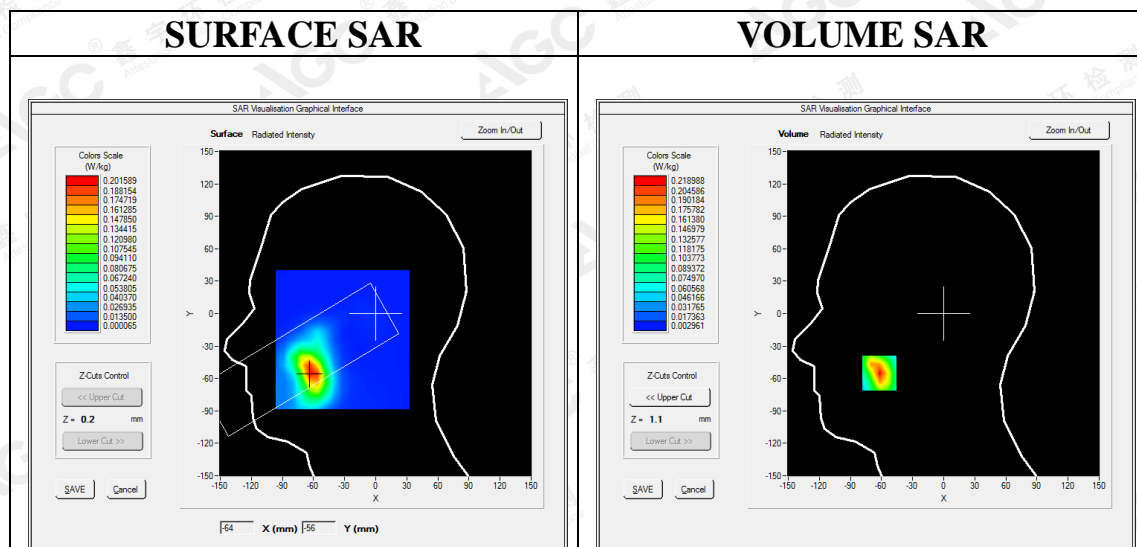 SURFACE SAR
SAR Visualisation Graphical Interface
Surface Radiated Intensity
Zoom In/Out
Colors Scale
(W/kg)
0.201589
0.188154
0.174719
0.161285
0.147850
0.134415
0.120980
0.107545
0.094110
0.080675
0.067240
0.053805
0.040370
0.026935
0.013500
0.000065
Z-Cuts Control
<< Upper Cut
Z = 0.2 mm
Lower Cut >>
SAVE Cancel
150
120
90
60
30
0
-30
-60
-90
-120
-150
Y
-150 -120 -90 -60 -30 0 30 60 90 120 150
X
-64 X (mm) -56 Y (mm)
VOLUME SAR
SAR Visualisation Graphical Interface
Volume Radiated Intensity
Zoom In/Out
Colors Scale
(W/kg)
0.218988
0.204586
0.190184
0.175782
0.161380
0.146979
0.132577
0.118175
0.103773
0.089372
0.074970
0.060568
0.046166
0.031765
0.017363
0.002961
Z-Cuts Control
<< Upper Cut
Z = 1.1 mm
Lower Cut >>
SAVE Cancel
150
120
90
60
30
0
-30
-60
-90
-120
-150
Y
-150 -120 -90 -60 -30 0 30 60 90 120 150
X
AGC